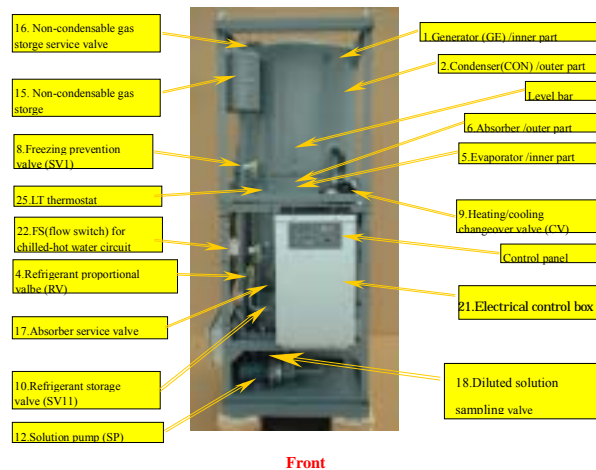 16. Non-condensable gas
storge service valve
15. Non-condensable gas
storge
8.Freezing prevention
valve (SV1)
25.LT thermostat
22.FS(flow switch) for
chilled-hot water circuit
4.Refrigerant proportional
valbe (RV)
17.Absorber service valve
10.Refrigerant storage
valve (SV11)
12.Solution pump (SP)
1.Generator (GE) /inner part
2.Condenser(CON) /outer part
Level bar
6.Absorber /outer part
5.Evaporator /inner part
9.Heating/cooling
changeover valve (CV)
Control panel
21.Electrical control box
18.Diluted solution
sampling valve
Front